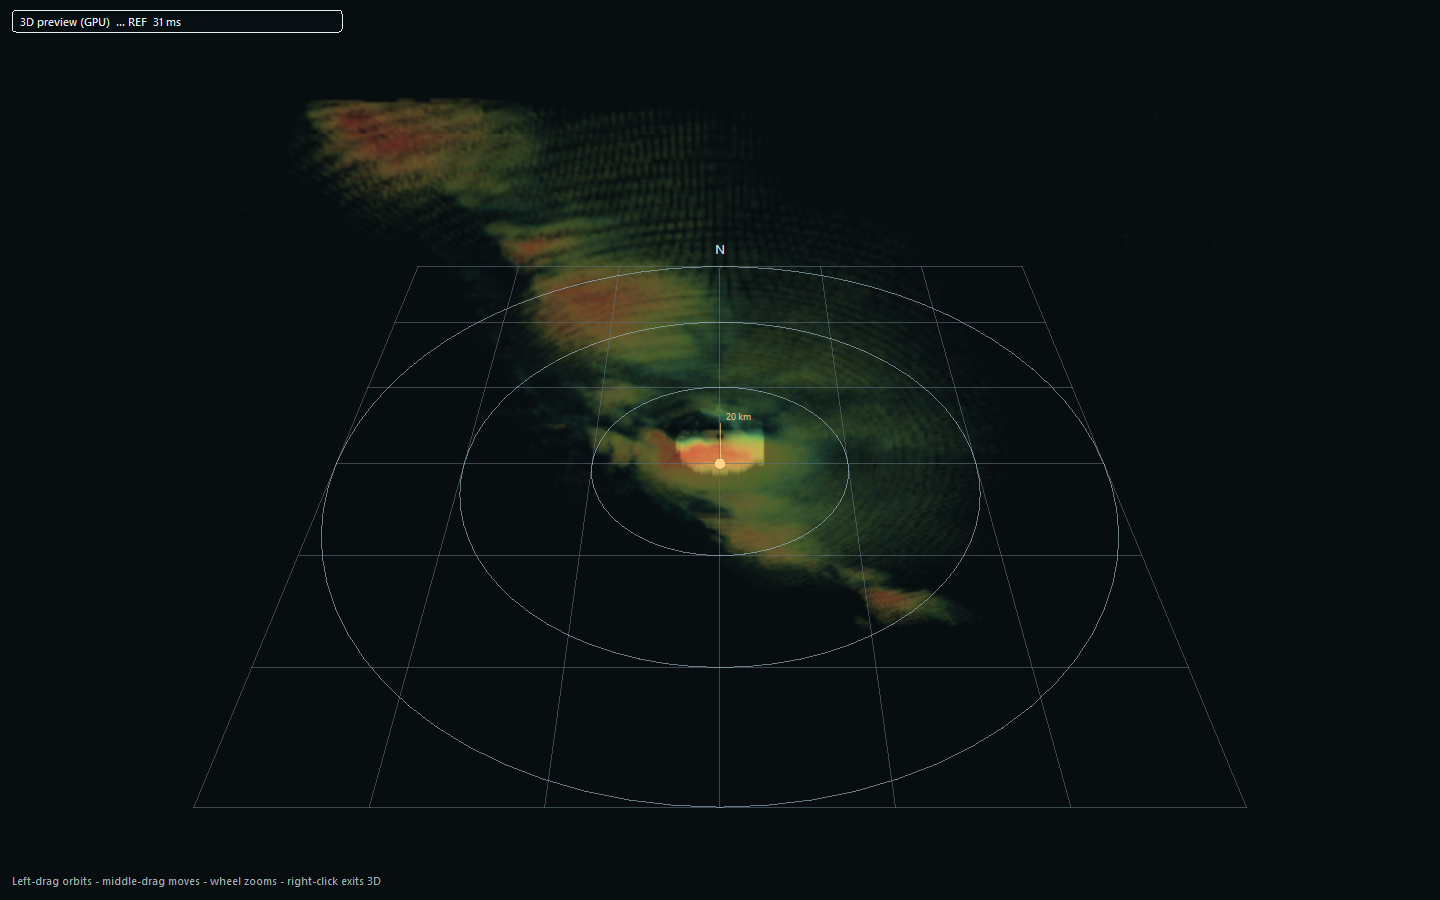 3D preview (GPU) ... REF 31 ms
N
20 km
Left-drag orbits - middle-drag moves - wheel zooms - right-click exits 3D